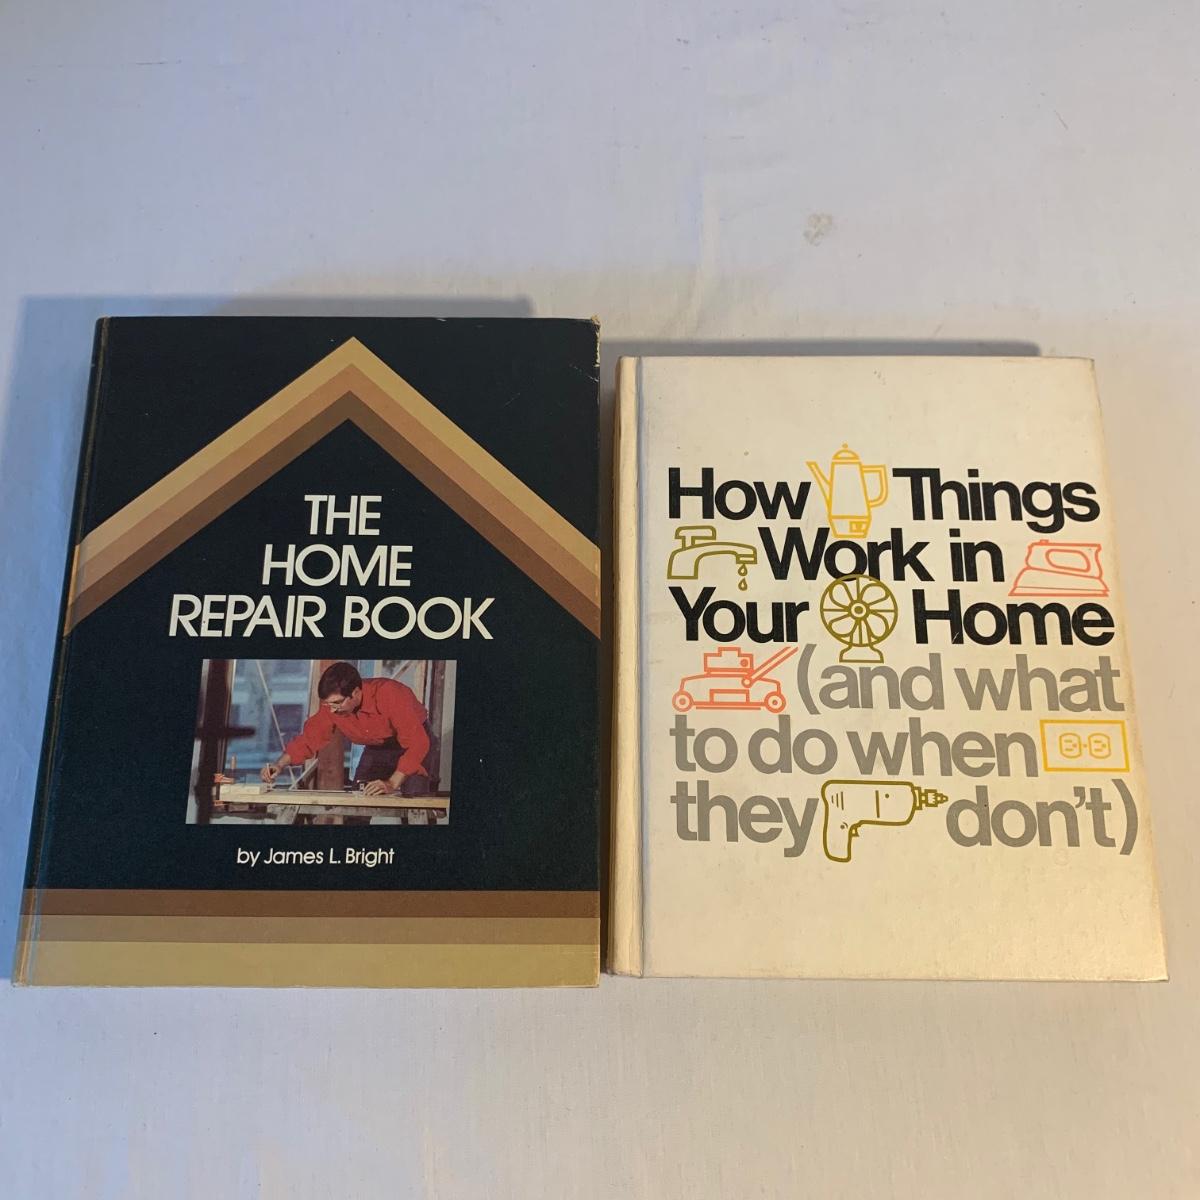 THE
HOME
REPAIR BOOK
by James L. Bright
How Things
Work in
Your Home
(and what
to do when
they don't)